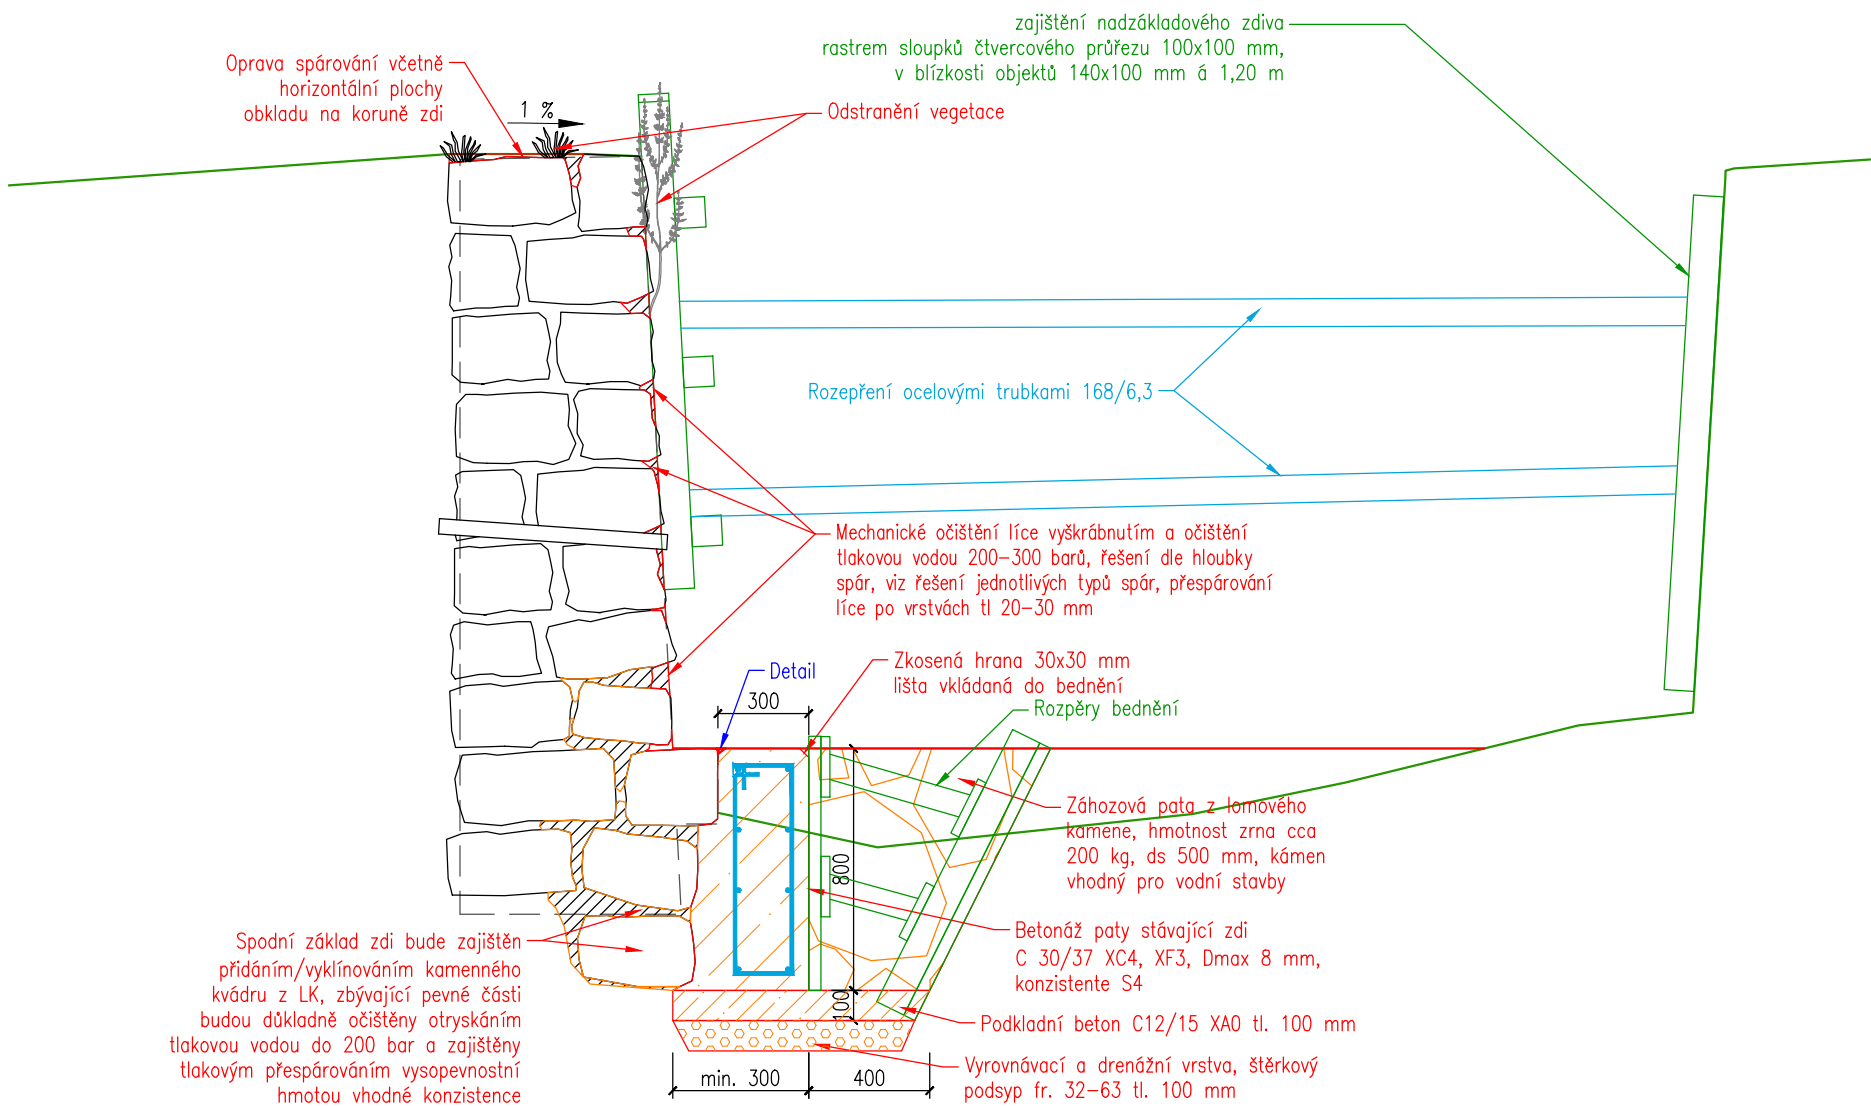 zajištění nadzákladového zdiva
rastrem sloupků čtvercového průřezu 100x100 mm,
v blízkosti objektů 140x100 mm á 1,20 m
Oprava spárování včetně
horizontální plochy
obkladu na koruně zdi
1 %
Odstranění vegetace
Rozepření ocelovými trubkami 168/6,3
Mechanické očištění líce vyškrábnutím a očištění
tlakovou vodou 200-300 barů, řešení dle hloubky
spár, viz řešení jednotlivých typů spár, přespárování
líce po vrstvách tl 20-30 mm
Detail
300
Zkosená hrana 30x30 mm
lišta vkládaná do bednění
Rozpěry bednění
Záhozová pata z lomového
kamene, hmotnost zrna cca
200 kg, ds 500 mm, kámen
vhodný pro vodní stavby
800
Betonáž paty stávající zdi
C 30/37 XC4, XF3, Dmax 8 mm,
konzistente S4
Spodní základ zdi bude zajištěn
přidáním/vyklínováním kamenného
kvádru z LK, zbývající pevné části
budou důkladně očištěny otryskáním
tlakovou vodou do 200 bar a zajištěny
tlakovým přespárováním vysopevnostní
hmotou vhodné konzistence
100
Podkladní beton C12/15 XA0 tl. 100 mm
Vyrovnávací a drenážní vrstva, štěrkový
podsyp fr. 32-63 tl. 100 mm
min. 300
400